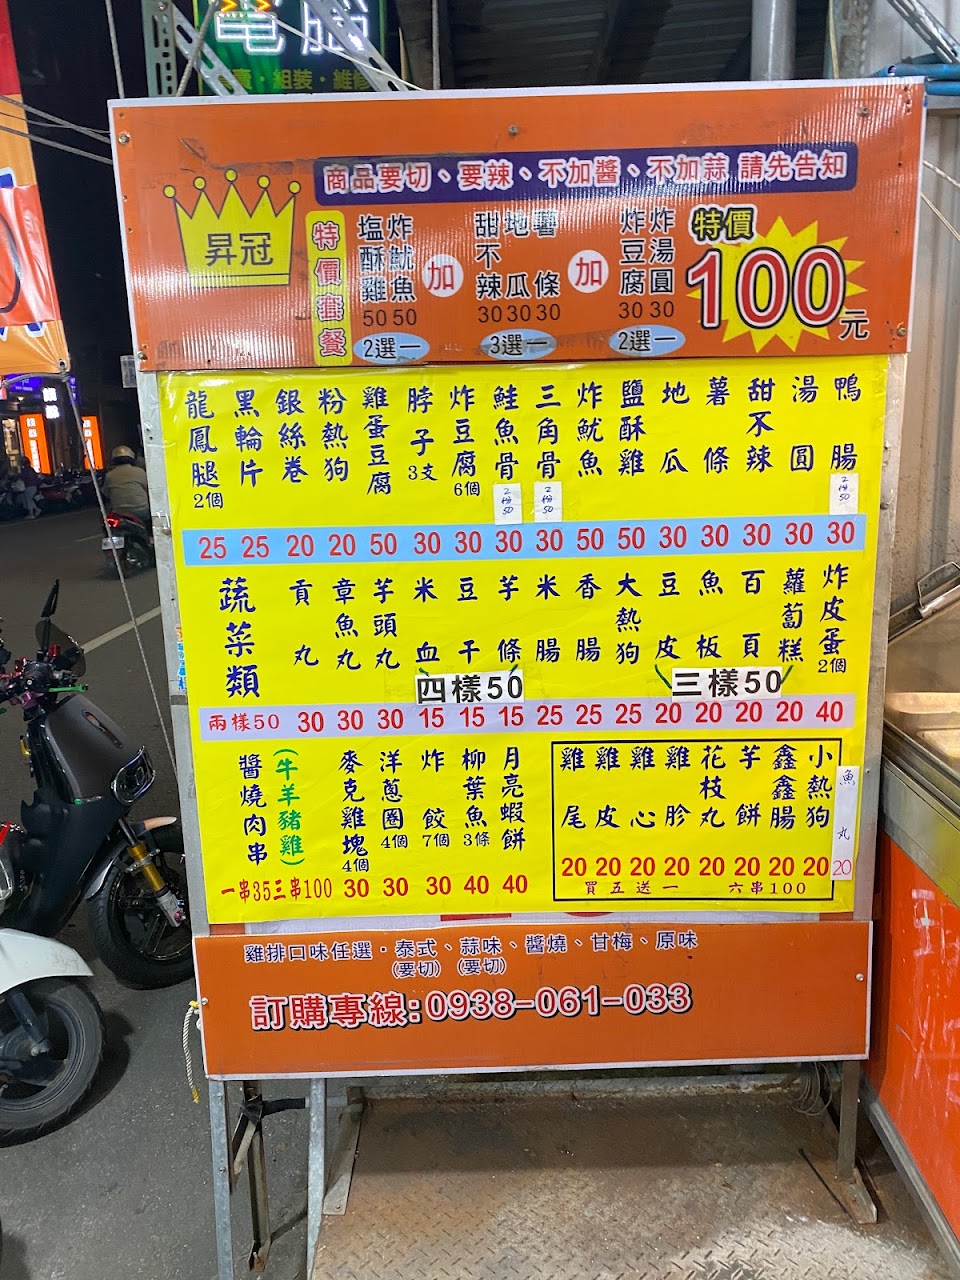 電腦
賣・組裝・維修
商品要切、要辣、不加醬、不加蒜 請先告知
昇冠
特價套餐
塩酥雞 50
炸魷魚 50
2選一
加
甜不辣 30
地瓜 30
薯條 30
3選一
加
炸豆腐 30
炸湯圓 30
2選一
特價
100元
龍鳳腿 2個 25
黑輪片 25
銀絲卷 20
粉熱狗 20
雞蛋豆腐 50
脖子 3支 30
炸豆腐 6個 30
鮭魚骨 2份50 30
三角骨 2份50 30
炸魷魚 50
鹽酥雞 50
地瓜 30
薯條 30
甜不辣 30
湯圓 30
鴨腸 2份50 30
蔬菜類 兩樣50
貢丸 30
章魚丸 30
芋頭丸 30
米血 15
豆干 15
芋條 15
四樣50
米腸 25
香腸 25
大熱狗 25
豆皮 20
魚板 20
百頁 20
三樣50
蘿蔔糕 20
炸皮蛋 2個 40
醬燒肉串
(牛羊豬雞)
一串35三串100
麥克雞塊 4個 30
洋蔥圈 4個 30
炸餃 7個 30
柳葉魚 3條 40
月亮蝦餅 40
雞尾 20
雞皮 20
雞心 20
雞胗 20
花枝丸 20
芋餅 20
鑫鑫腸 20
小熱狗 20
魚丸 20
買五送一 六串100
雞排口味任選・泰式、蒜味、醬燒、甘梅、原味
(要切) (要切)
訂購專線:0938-061-033